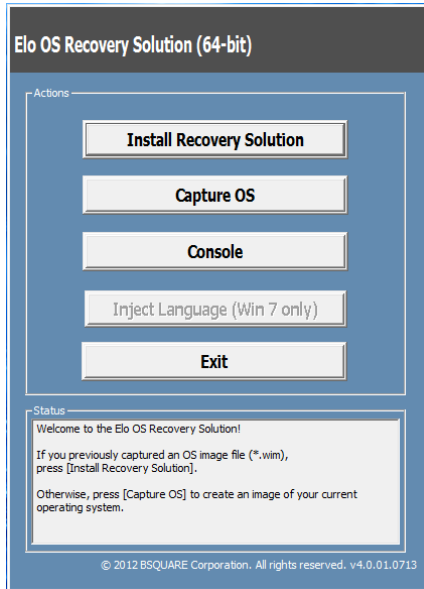 Elo OS Recovery Solution (64-bit)
Actions
Install Recovery Solution
Capture OS
Console
Inject Language (Win 7 only)
Exit
Status
Welcome to the Elo OS Recovery Solution!
If you previously captured an OS image file (*.wim),
press [Install Recovery Solution].
Otherwise, press [Capture OS] to create an image of your current
operating system.
© 2012 BSQUARE Corporation. All rights reserved. v4.0.01.0713